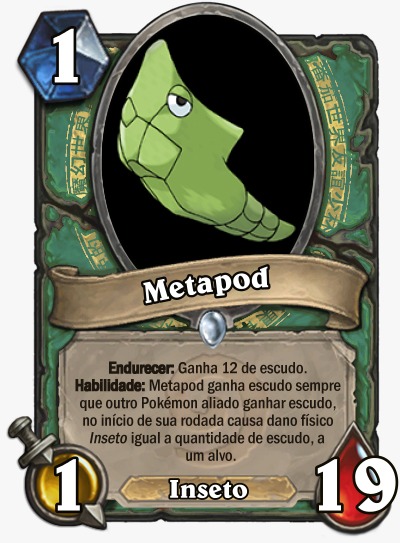 1
Metapod
Endurecer: Ganha 12 de escudo.
Habilidade: Metapod ganha escudo sempre
que outro Pokémon aliado ganhar escudo,
no início de sua rodada causa dano físico
Inseto igual a quantidade de escudo, a
um alvo.
1
Inseto
19